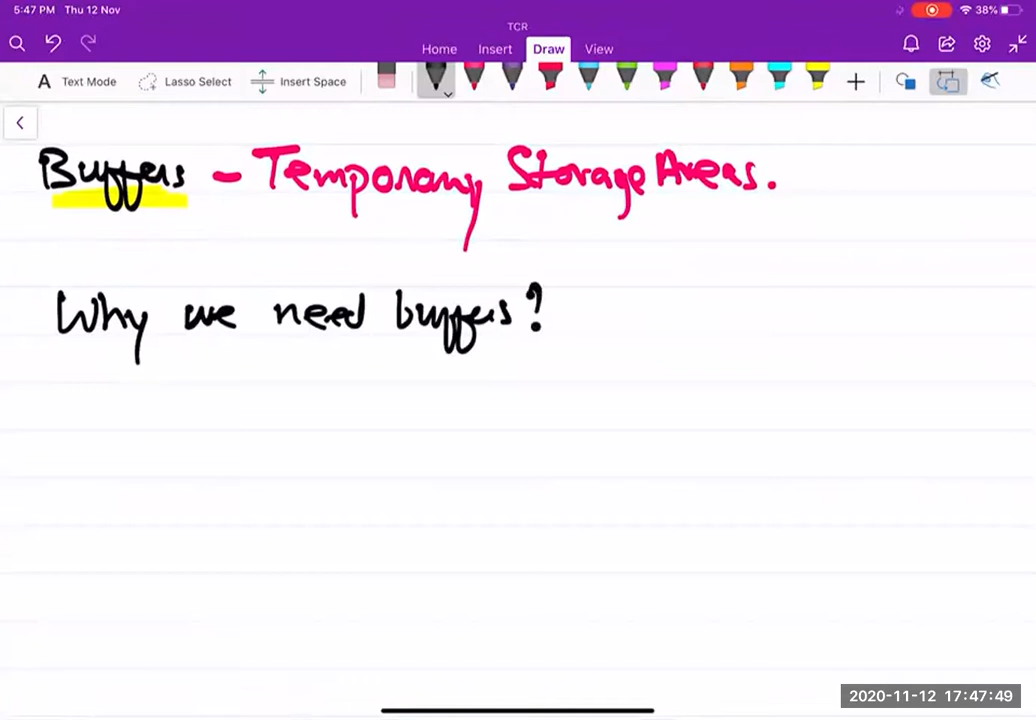 5:47 PM Thu 12 Nov
38%
TCR
Home Insert Draw View
A Text Mode Lasso Select Insert Space
Buffers - Temporary Storage Areas.
Why we need buffers?
2020-11-12 17:47:49